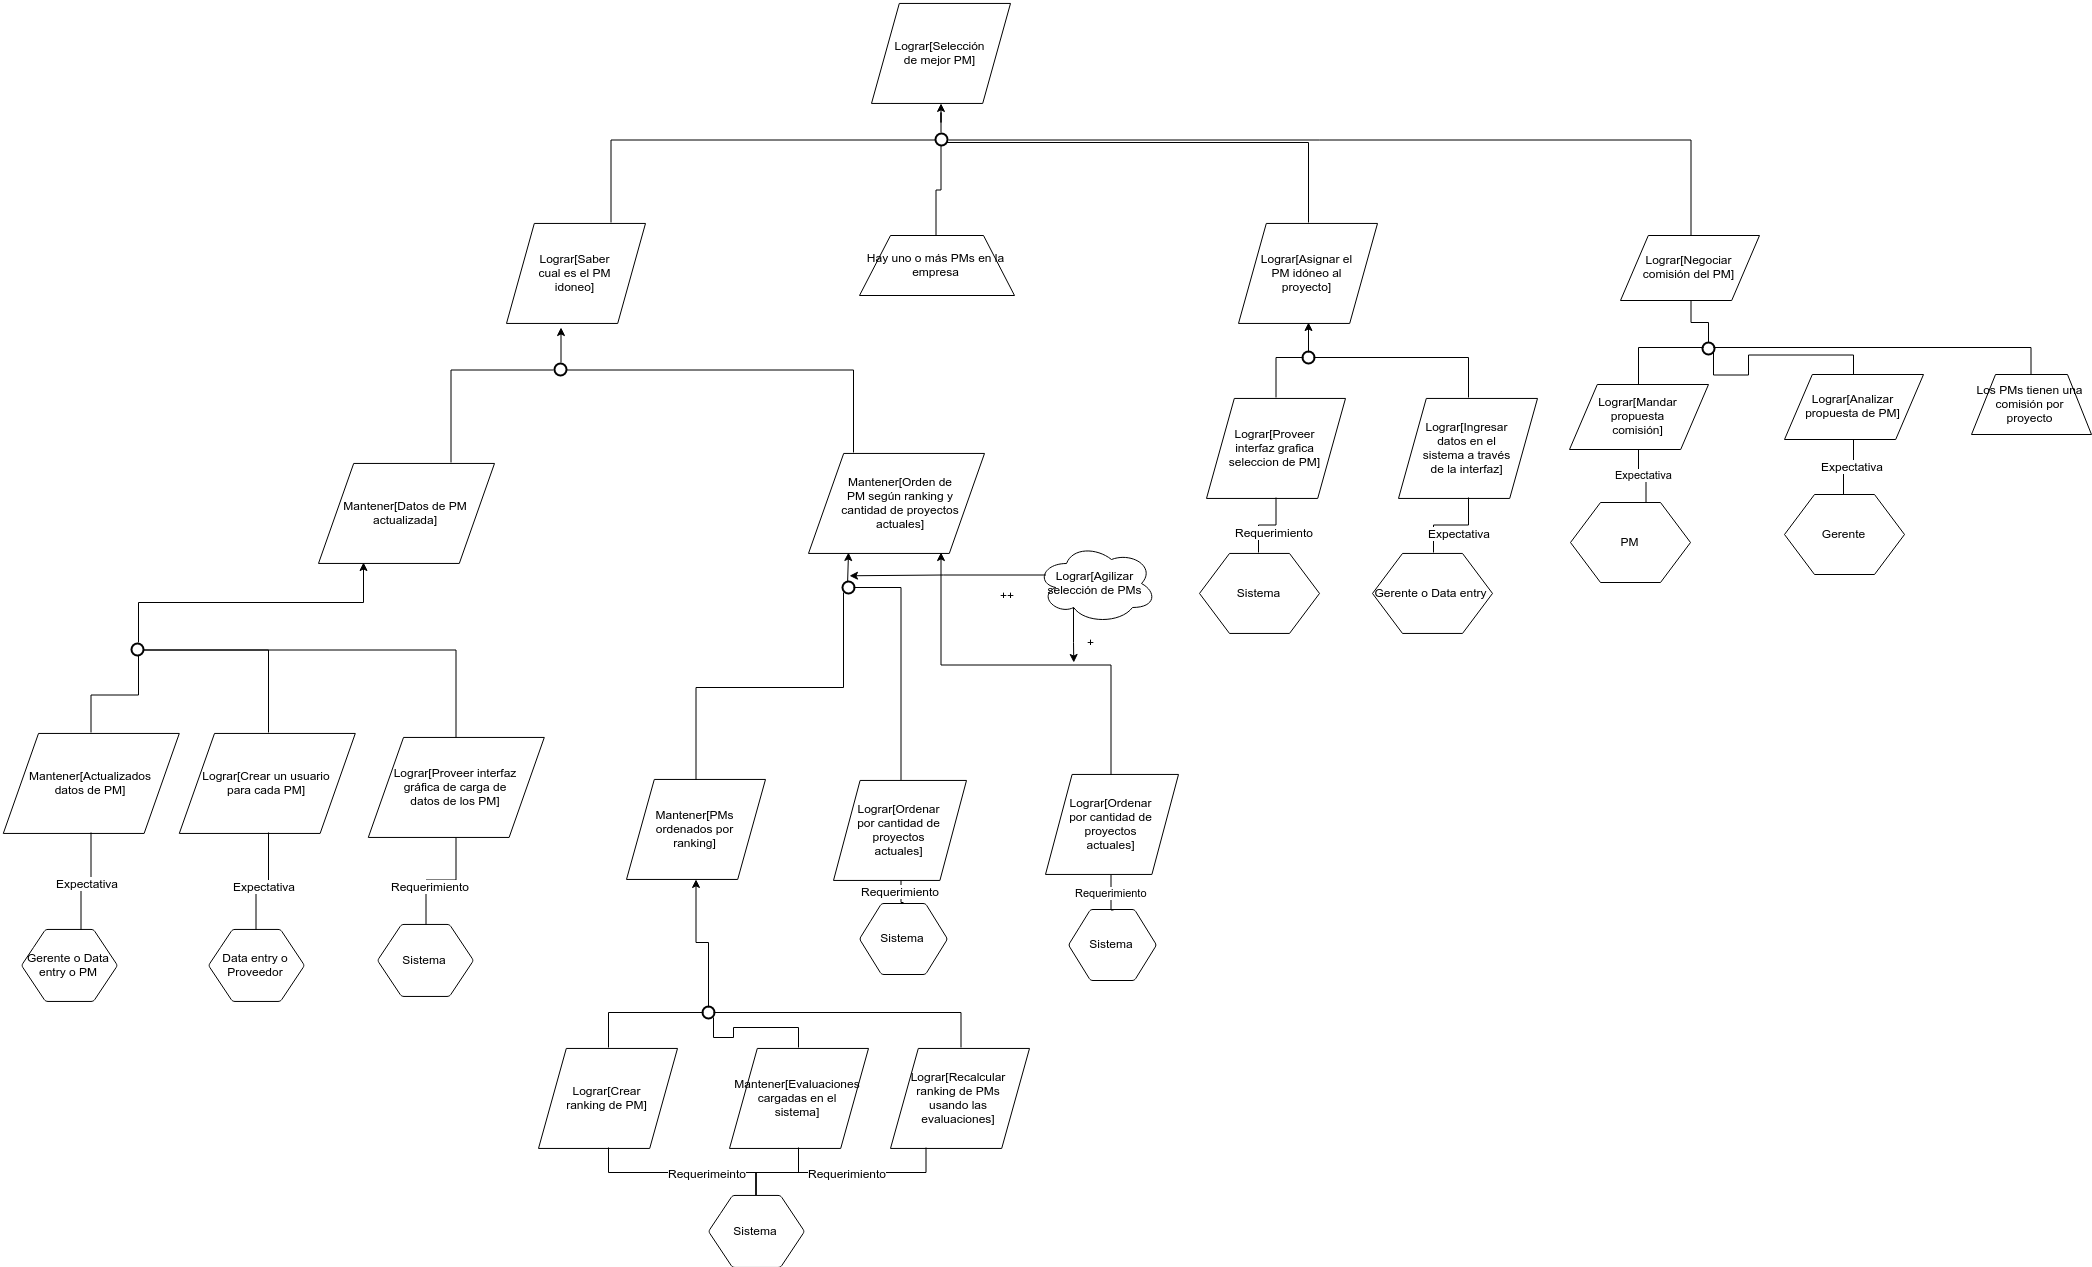 Lograr[Selección
de mejor PM]
Lograr[Saber
cual es el PM
idoneo]
Hay uno o más PMs en la
empresa
Lograr[Asignar el
PM idóneo al
proyecto]
Lograr[Negociar
comisión del PM]
Mantener[Datos de PM
actualizada]
Mantener[Orden de
PM según ranking y
cantidad de proyectos
actuales]
Lograr[Proveer
interfaz grafica
seleccion de PM]
Lograr[Ingresar
datos en el
sistema a través
de la interfaz]
Lograr[Mandar
propuesta
comisión]
Lograr[Analizar
propuesta de PM]
Los PMs tienen una
comisión por
proyecto
Requerimiento
Expectativa
Expectativa
Expectativa
Sistema
Gerente o Data entry
PM
Gerente
Lograr[Agilizar
selección de PMs
++
+
Mantener[Actualizados
datos de PM]
Lograr[Crear un usuario
para cada PM]
Lograr[Proveer interfaz
gráfica de carga de
datos de los PM]
Mantener[PMs
ordenados por
ranking]
Lograr[Ordenar
por cantidad de
proyectos
actuales]
Lograr[Ordenar
por cantidad de
proyectos
actuales]
Expectativa
Expectativa
Requerimiento
Requerimiento
Requerimiento
Gerente o Data
entry o PM
Data entry o
Proveedor
Sistema
Sistema
Sistema
Lograr[Crear
ranking de PM]
Mantener[Evaluaciones
cargadas en el
sistema]
Lograr[Recalcular
ranking de PMs
usando las
evaluaciones]
Requerimeinto
Requerimiento
Sistema